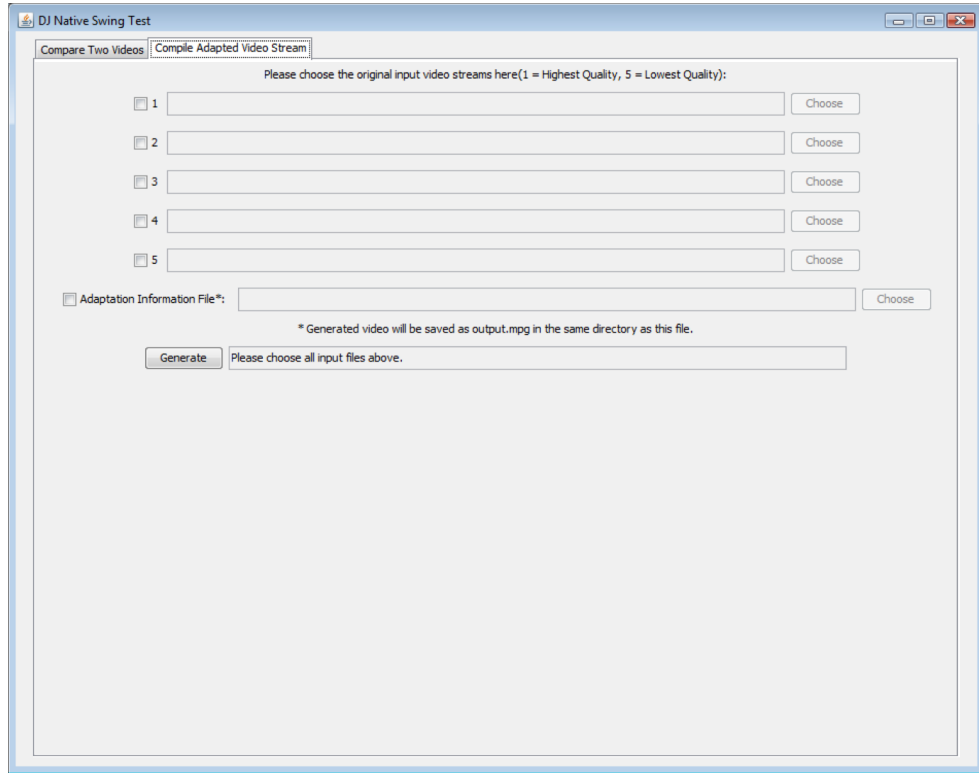 DJ Native Swing Test
Compare Two Videos Compile Adapted Video Stream
Please choose the original input video streams here(1 = Highest Quality, 5 = Lowest Quality):
1 Choose
2 Choose
3 Choose
4 Choose
5 Choose
Adaptation Information File*: Choose
* Generated video will be saved as output.mpg in the same directory as this file.
Generate Please choose all input files above.